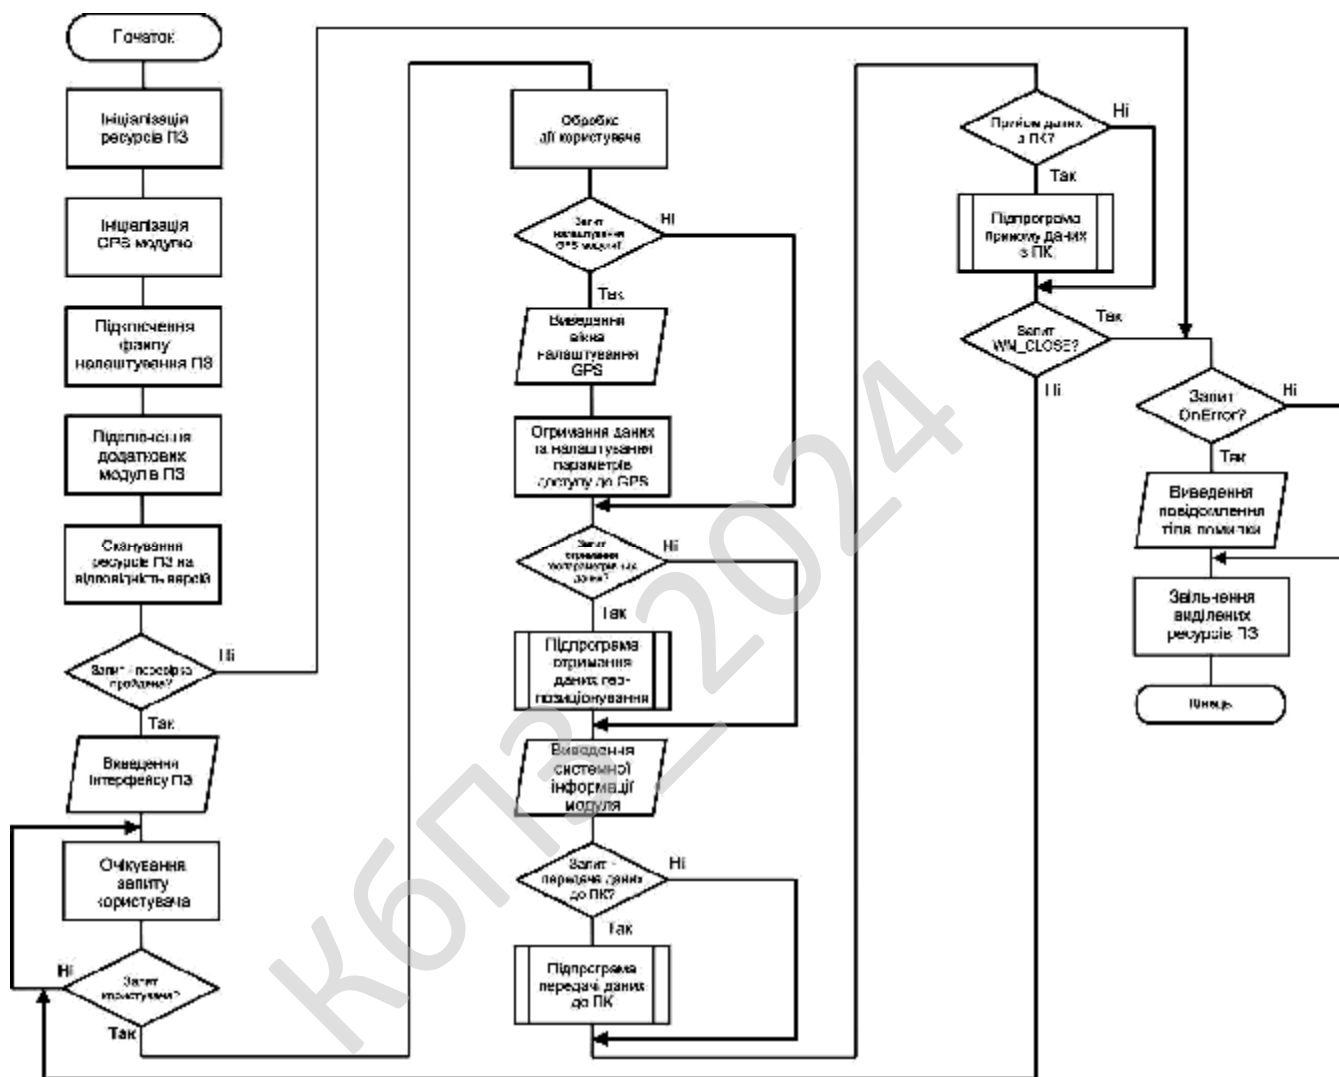 Початок
Ініціалізація
ресурсів ПЗ
Ініціалізація
GPS модулю
Підключення
файлу
налаштування ПЗ
Підключення
додаткових
модулів ПЗ
Сканування
ресурсів ПЗ на
відповідність версій
Запит - перевірка
пройдена?
Ні
Так
Виведення
інтерфейсу ПЗ
Очікування
запиту
користувача
Запит
користувача?
Ні
Так
Обробка
дії користувача
Запит
налаштування
GPS модуля?
Ні
Так
Виведення
вікна
налаштування
GPS
Отримання даних
та налаштування
параметрів
доступу до GPS
Запит
отримання
даних?
Ні
Так
Підпрограма
отримання
даних гео-
позиціонування
Виведення
системної
інформації
модуля
Запит -
передача даних
до ПК?
Ні
Так
Підпрограма
передачі даних
до ПК
Прийом даних
з ПК?
Ні
Так
Підпрограма
прийому даних
з ПК
Запит
WM_CLOSE?
Так
Ні
Запит
OnError?
Ні
Так
Виведення
повідомлення
тіла помилки
Звільнення
виділених
ресурсів ПЗ
Кінець
КбПЗ_2024